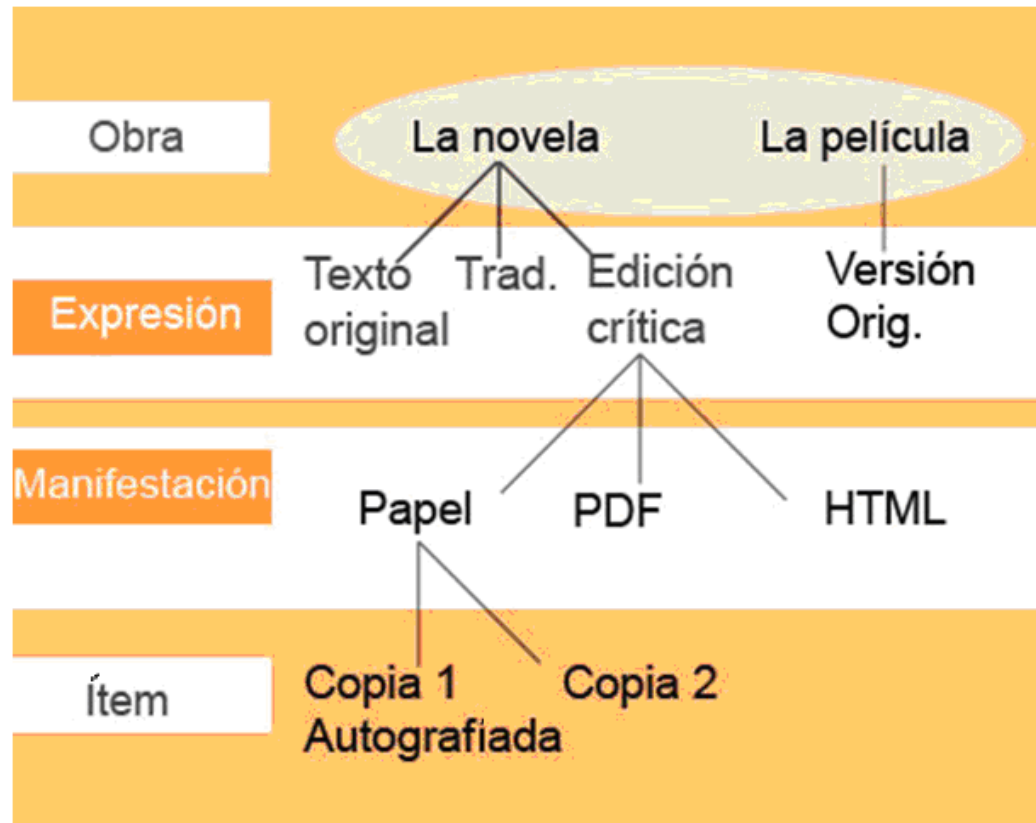 Obra
La novela
La película
Expresión
Texto
original
Trad.
Edición
crítica
Versión
Orig.
Manifestación
Papel
PDF
HTML
Ítem
Copia 1
Autografiada
Copia 2